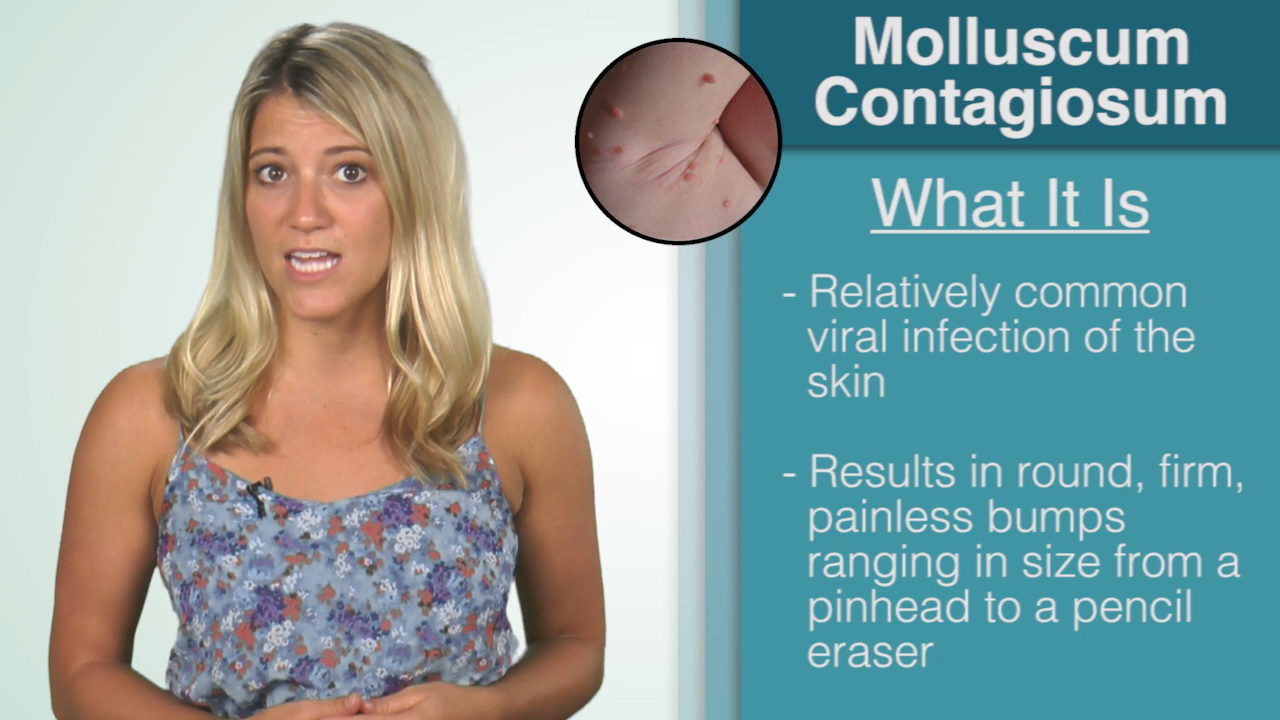 Molluscum
Contagiosum
What It Is
- Relatively common
viral infection of the
skin
- Results in round, firm,
painless bumps
ranging in size from a
pinhead to a pencil
eraser